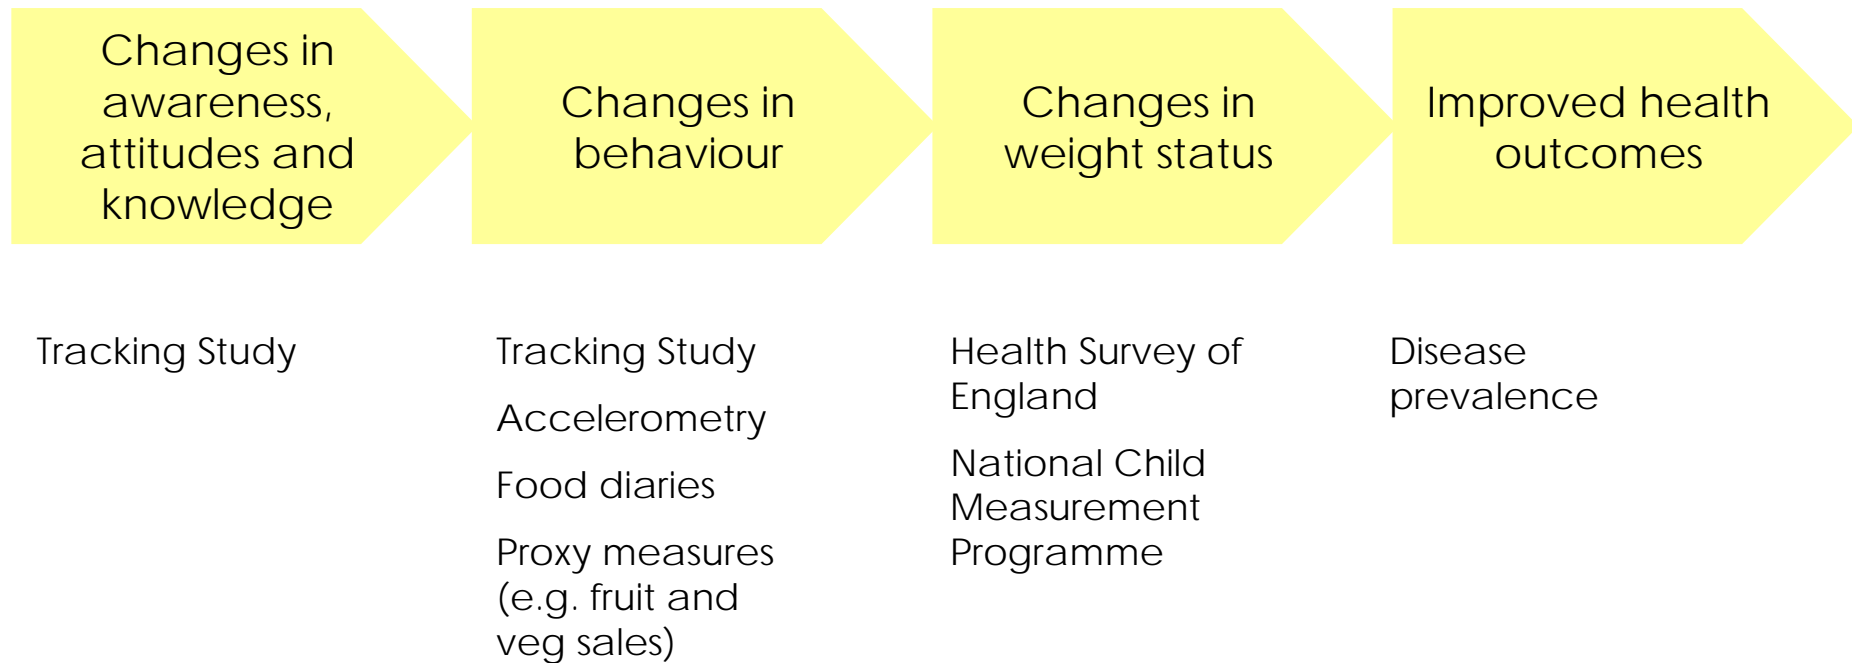 Changes in
awareness,
attitudes and
knowledge
Changes in
behaviour
Changes in
weight status
Improved health
outcomes
Tracking Study
Tracking Study
Accelerometry
Food diaries
Proxy measures
(e.g. fruit and
veg sales)
Health Survey of
England
National Child
Measurement
Programme
Disease
prevalence